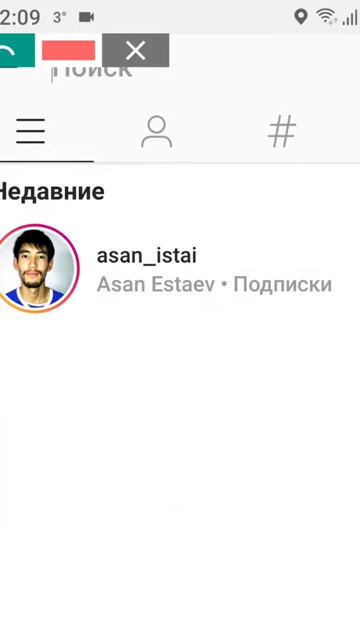 2:09 3°
Поиск
#
Недавние
asan_istai
Asan Estaev • Подписки